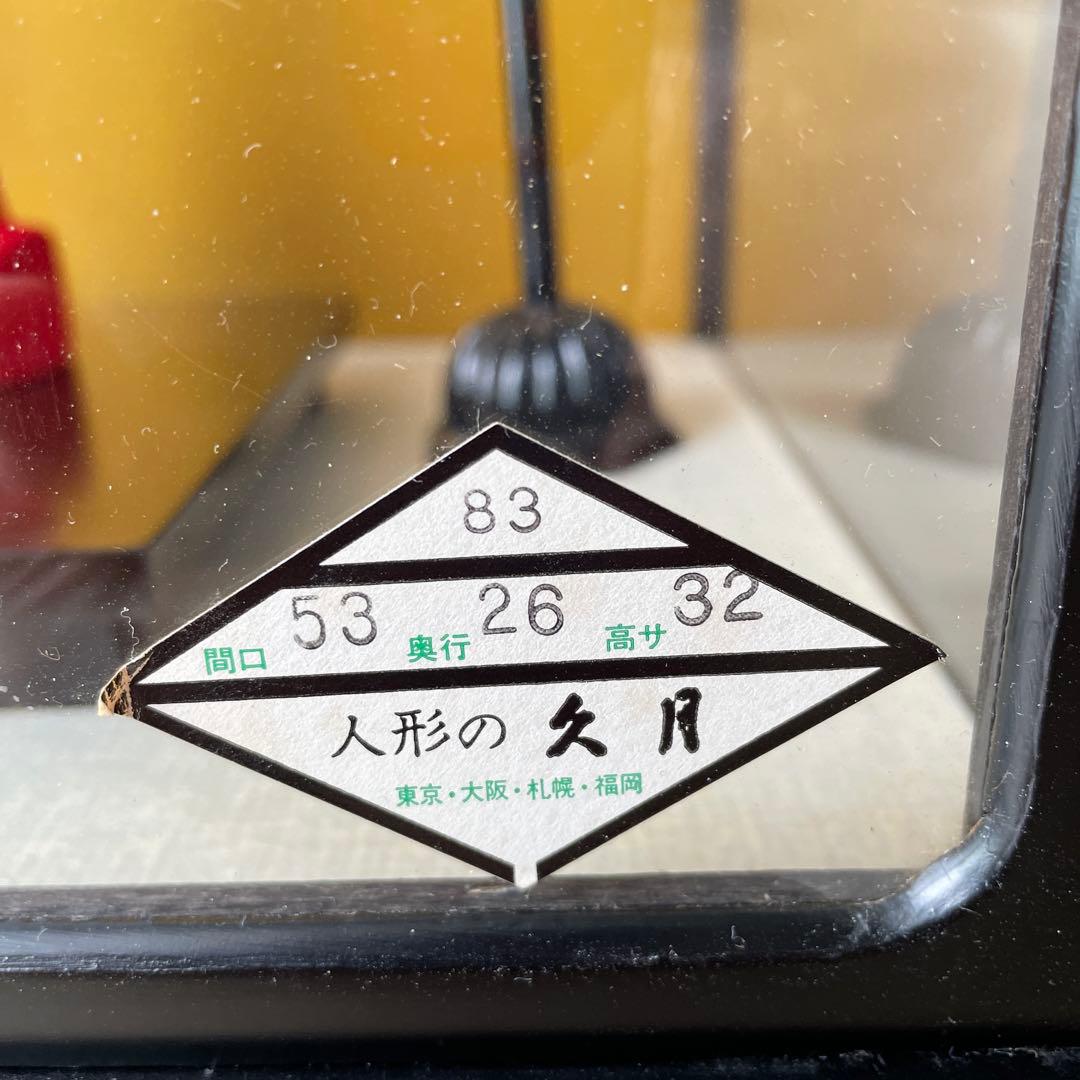 83
間口 53 奥行 26 高サ 32
人形の 久月
東京・大阪・札幌・福岡